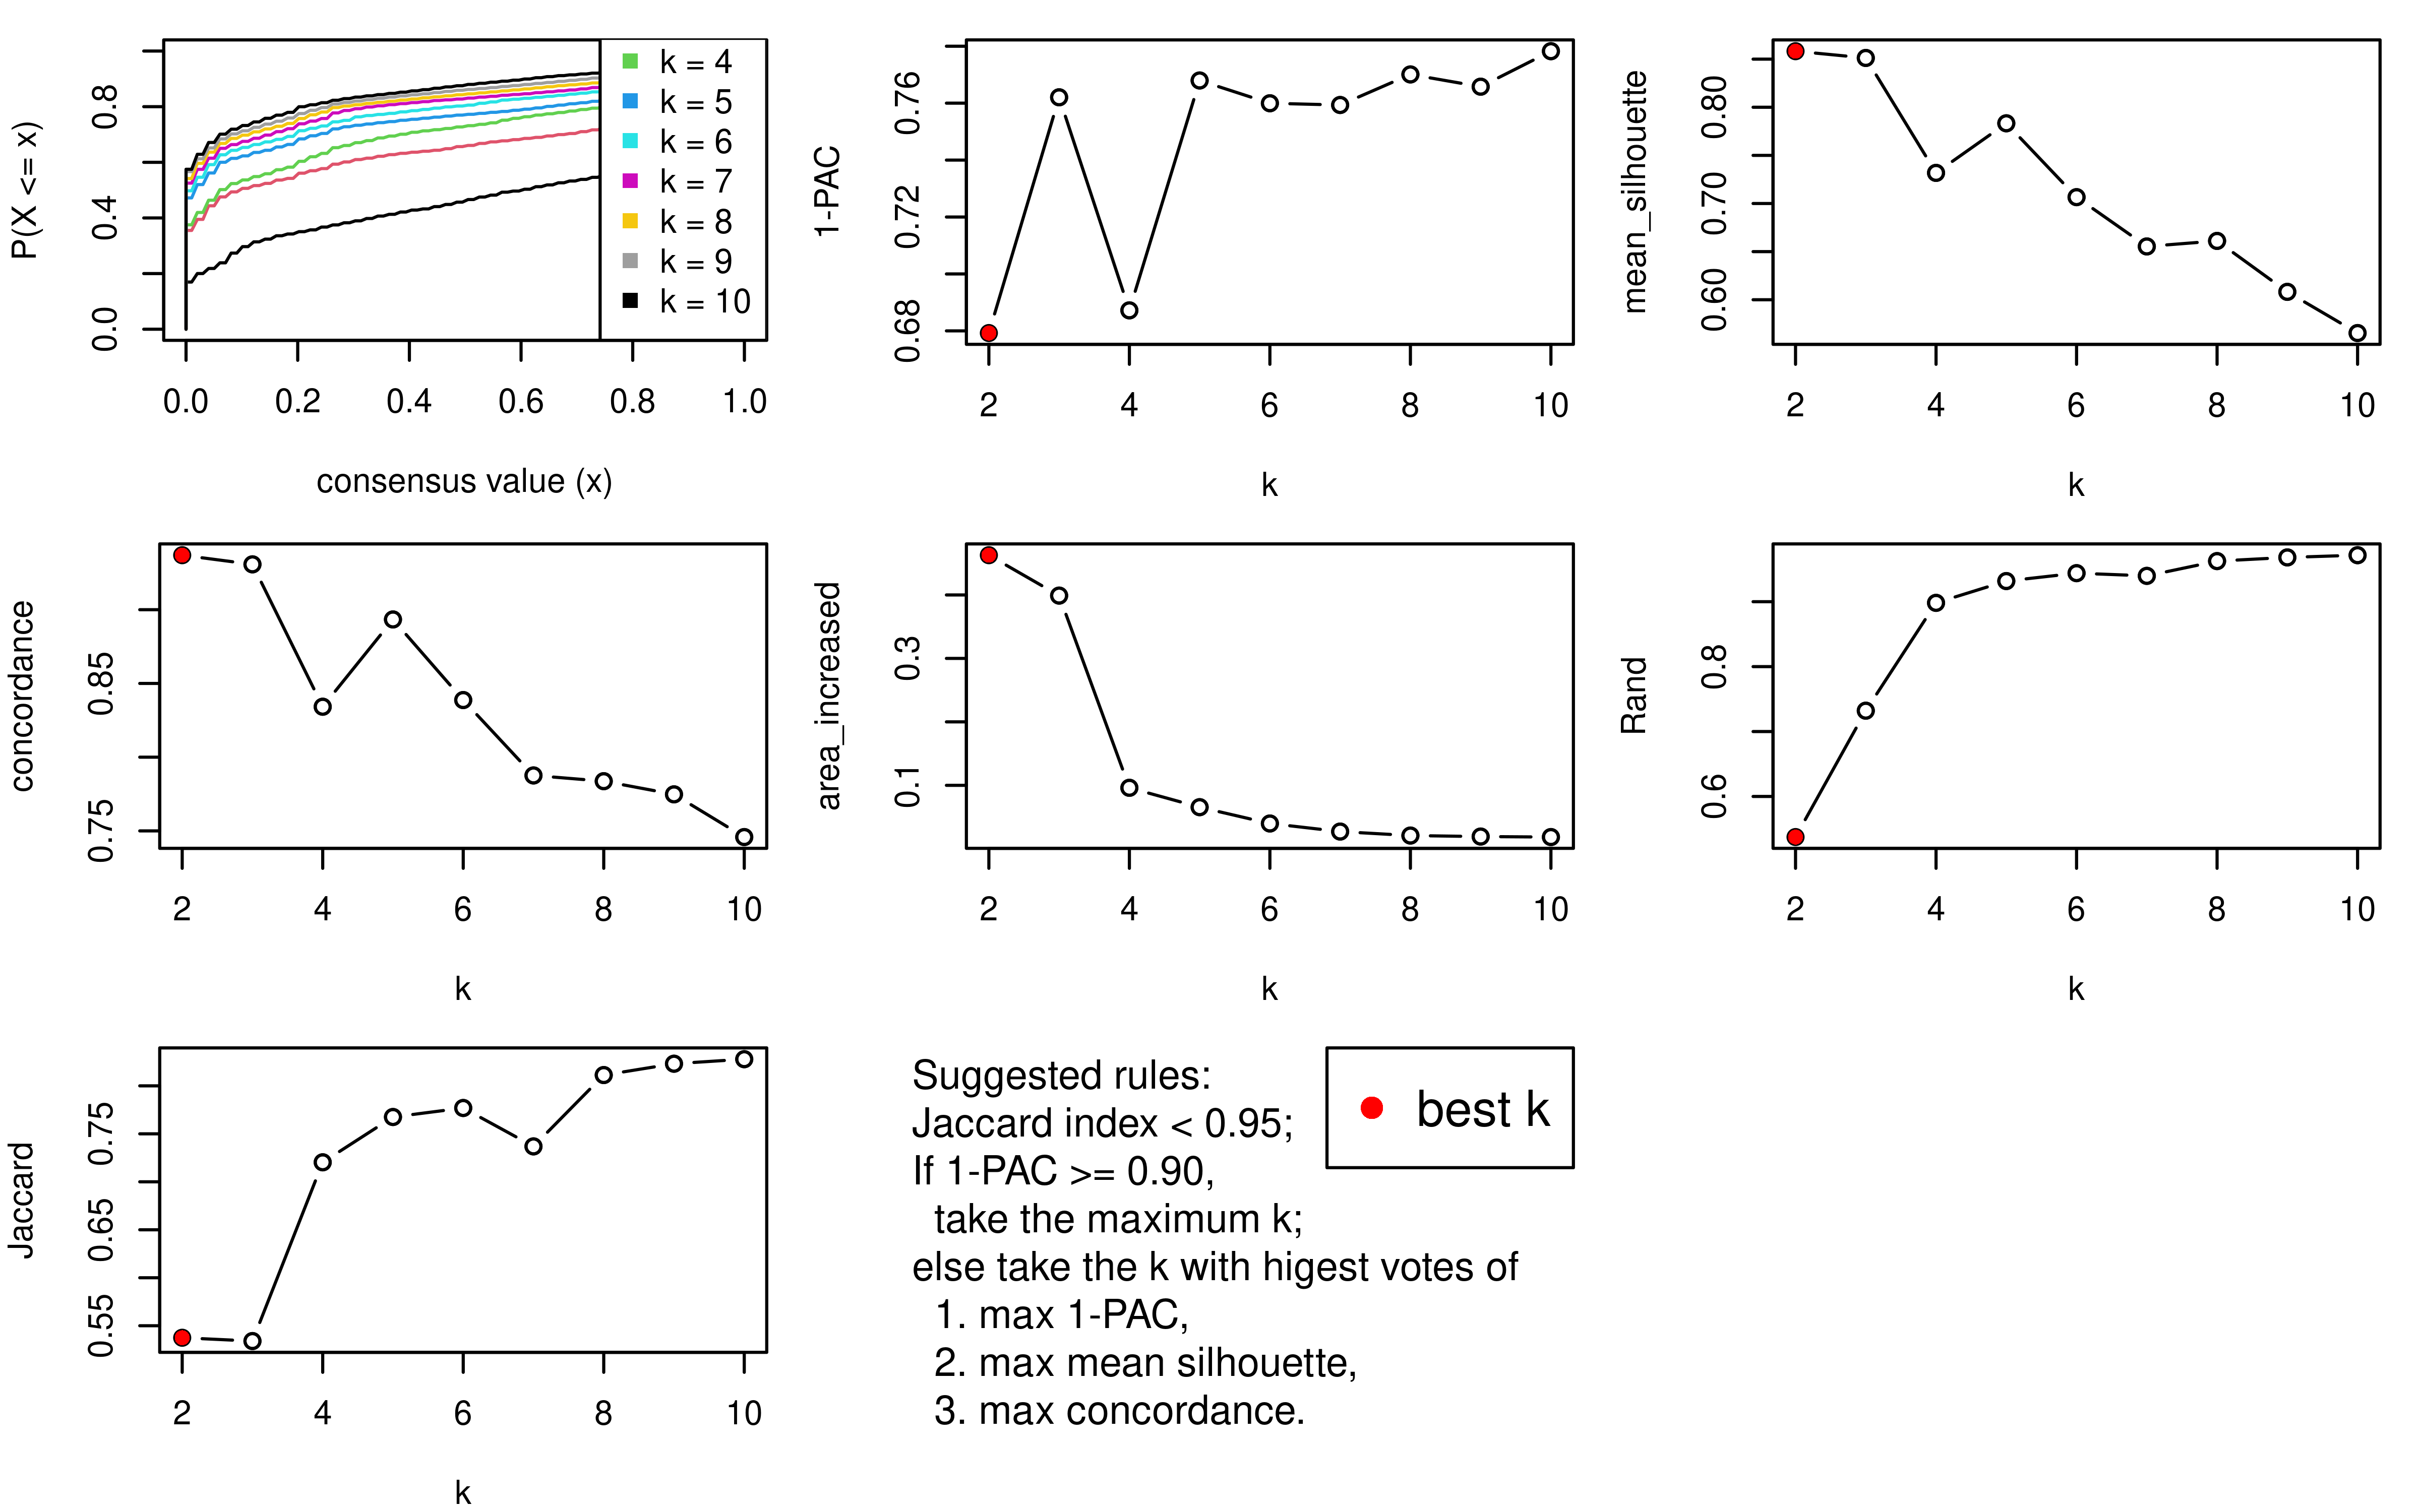 P(X <= x)
0.0 0.4 0.8
k = 4
k = 5
k = 6
k = 7
k = 8
k = 9
k = 10
0.0 0.2 0.4 0.6 0.8 1.0
consensus value (x)
1-PAC
0.68 0.72 0.76
2 4 6 8 10
k
mean_silhouette
0.60 0.70 0.80
2 4 6 8 10
k
concordance
0.75 0.85
2 4 6 8 10
k
area_increased
0.1 0.3
2 4 6 8 10
k
Rand
0.6 0.8
2 4 6 8 10
k
Jaccard
0.55 0.65 0.75
2 4 6 8 10
k
Suggested rules:
Jaccard index < 0.95;
If 1-PAC >= 0.90,
take the maximum k;
else take the k with higest votes of
1. max 1-PAC,
2. max mean silhouette,
3. max concordance.
best k